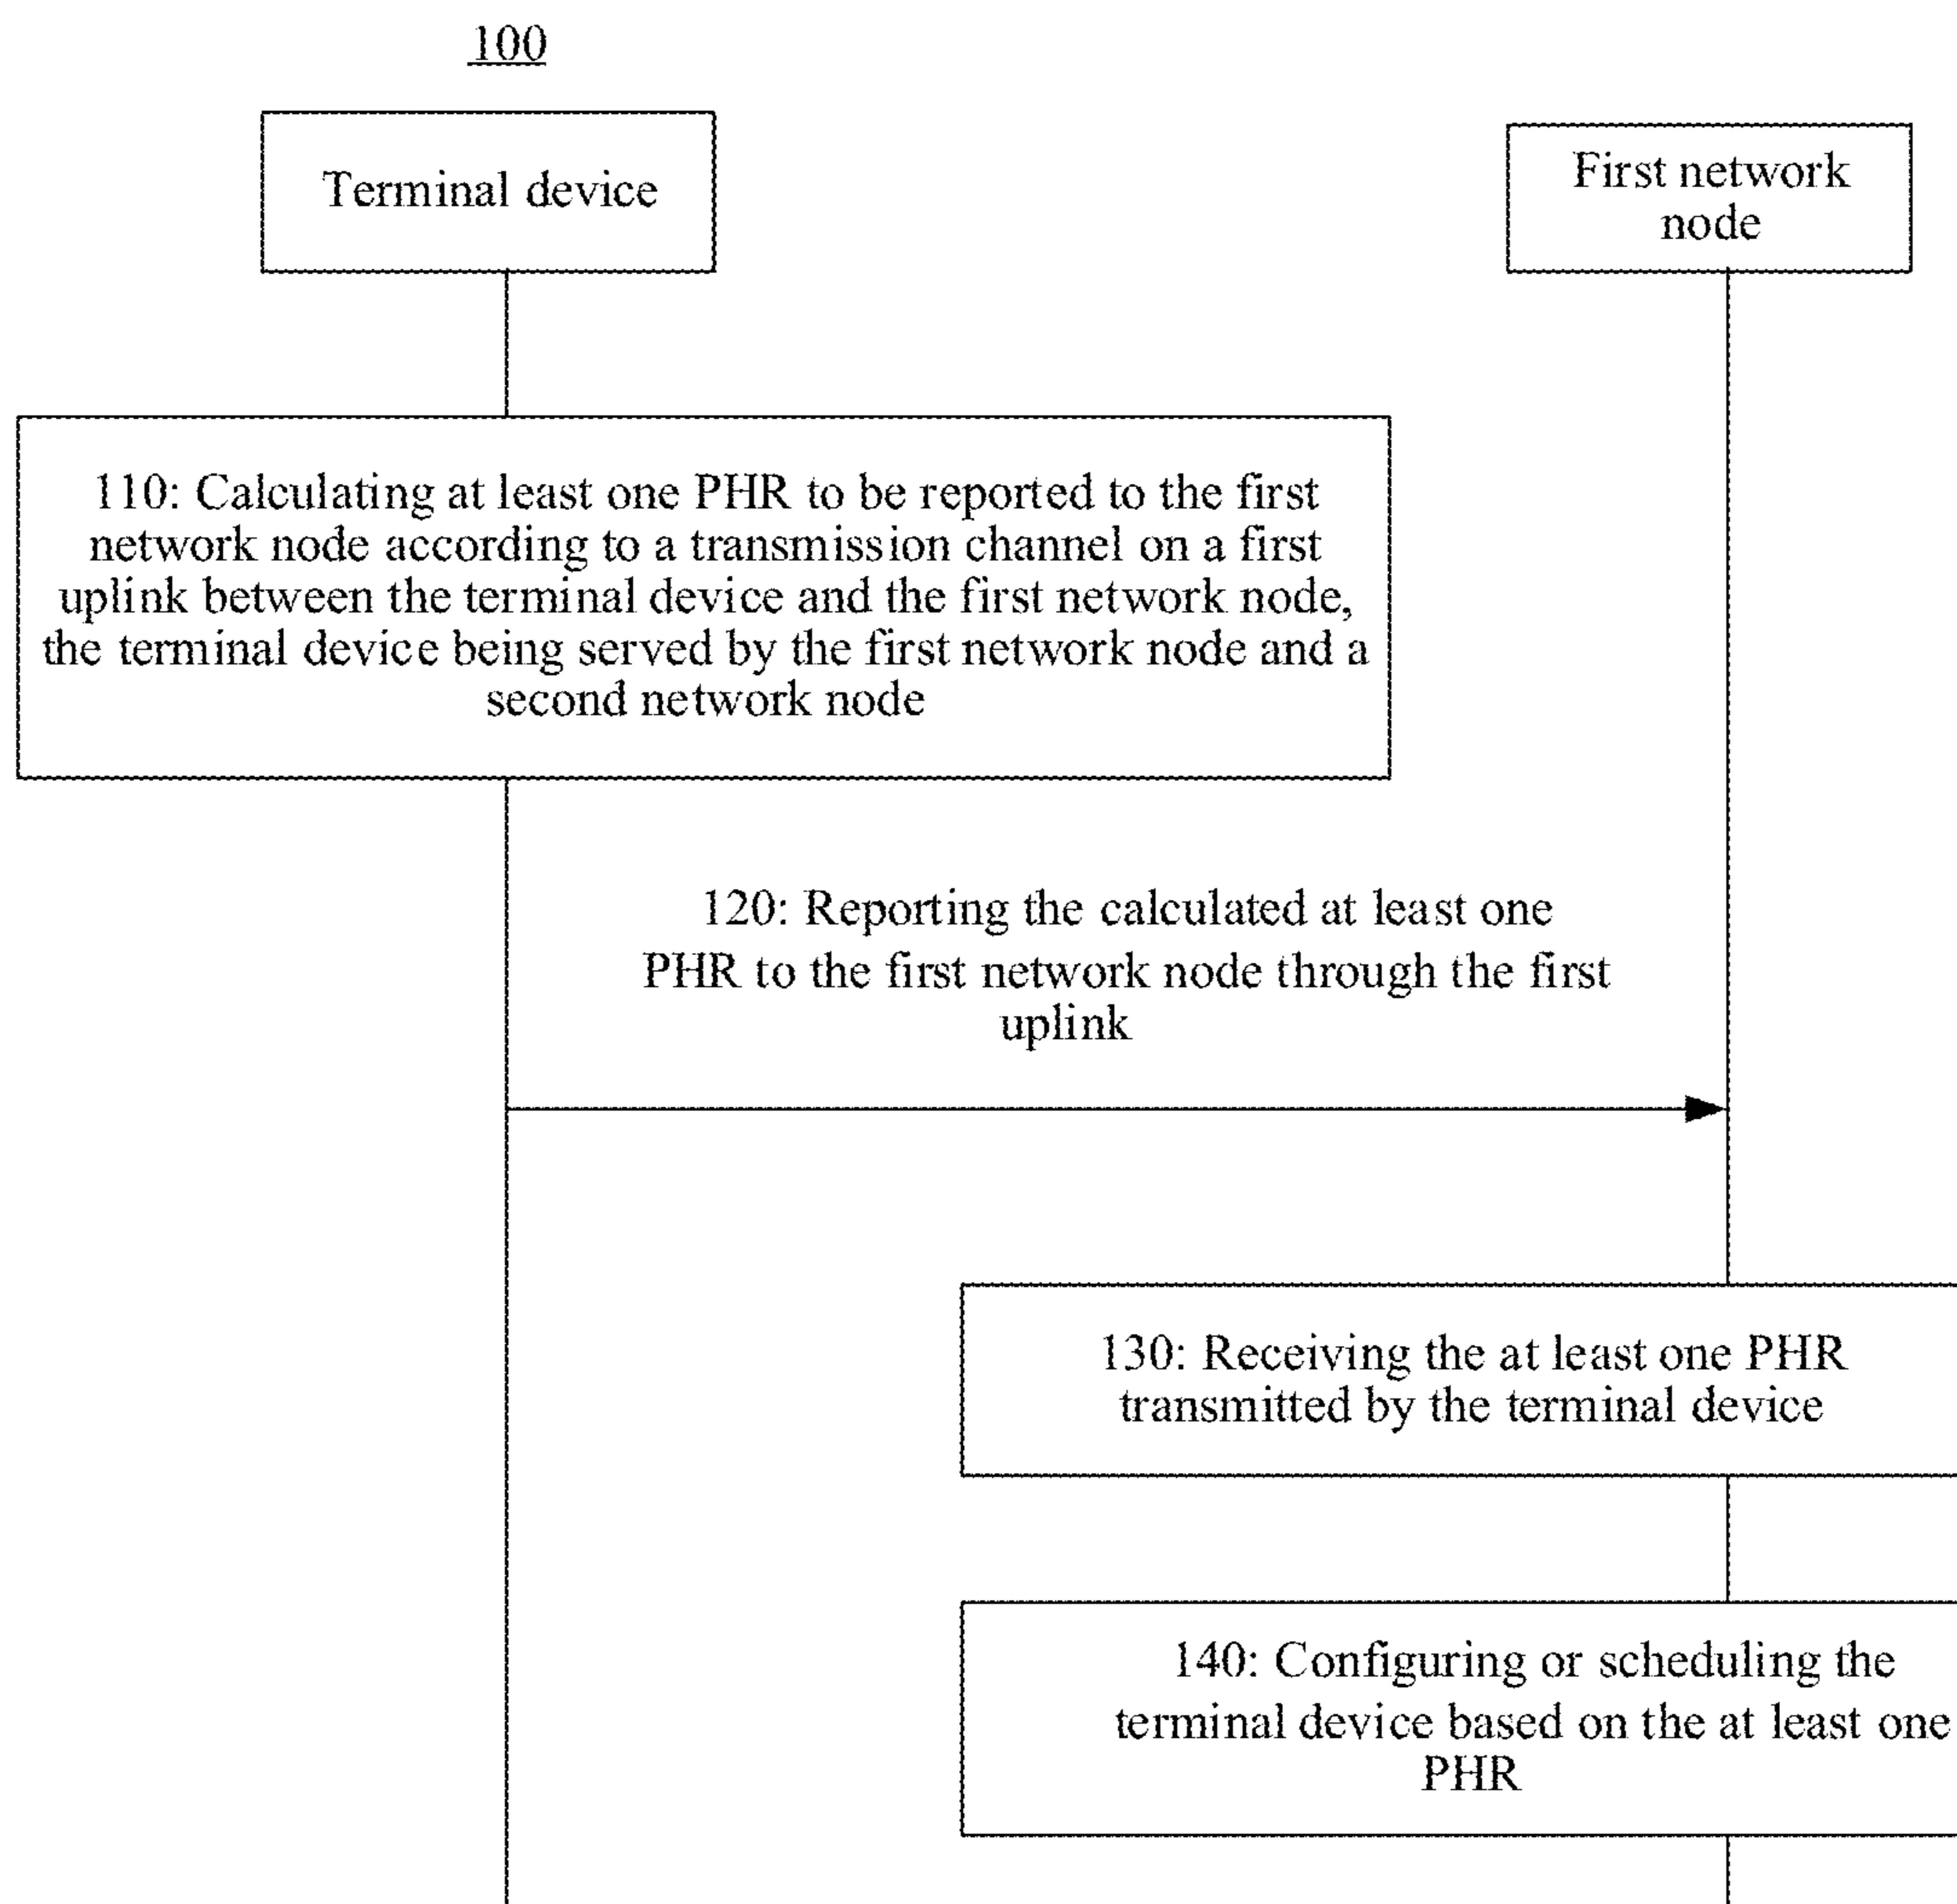 100
Terminal device
First network
node
110: Calculating at least one PHR to be reported to the first
network node according to a transmission channel on a first
uplink between the terminal device and the first network node,
the terminal device being served by the first network node and a
second network node
120: Reporting the calculated at least one
PHR to the first network node through the first
uplink
130: Receiving the at least one PHR
transmitted by the terminal device
140: Configuring or scheduling the
terminal device based on the at least one
PHR